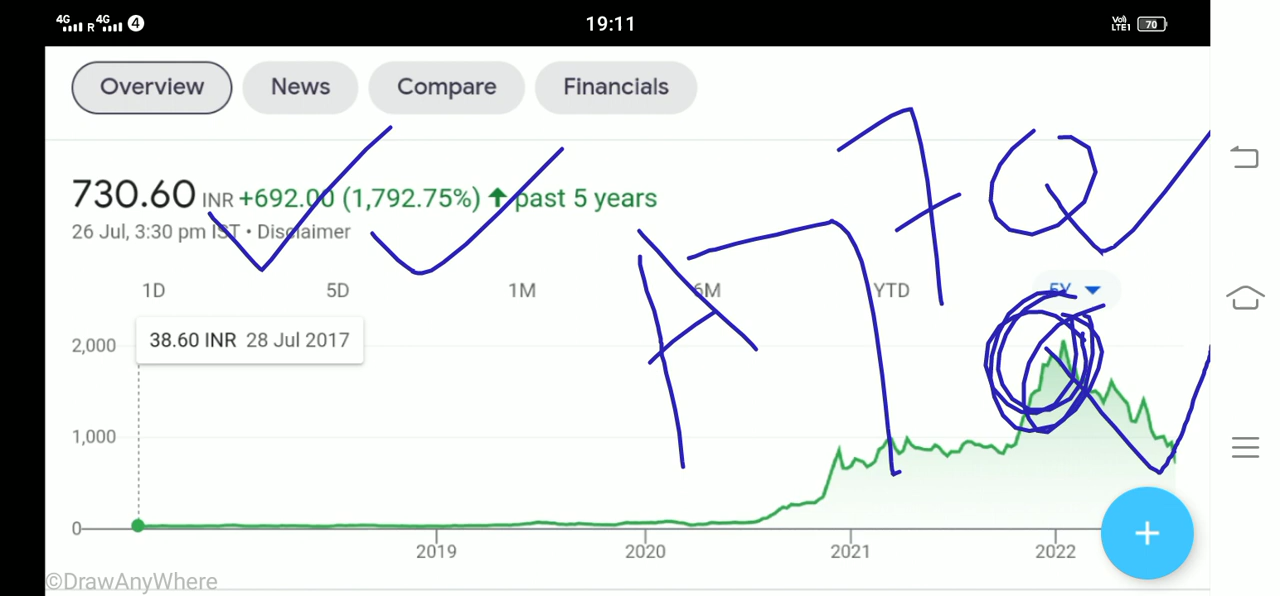 4G R 4G 4 19:11 Vo) LTE1 70
Overview News Compare Financials
730.60 INR +692.00 (1,792.75%) ↑ past 5 years
26 Jul, 3:30 pm IST • Disclaimer
1D 5D 1M 6M YTD 5Y
38.60 INR 28 Jul 2017
2,000
1,000
0
2019 2020 2021 2022
+
©DrawAnyWhere